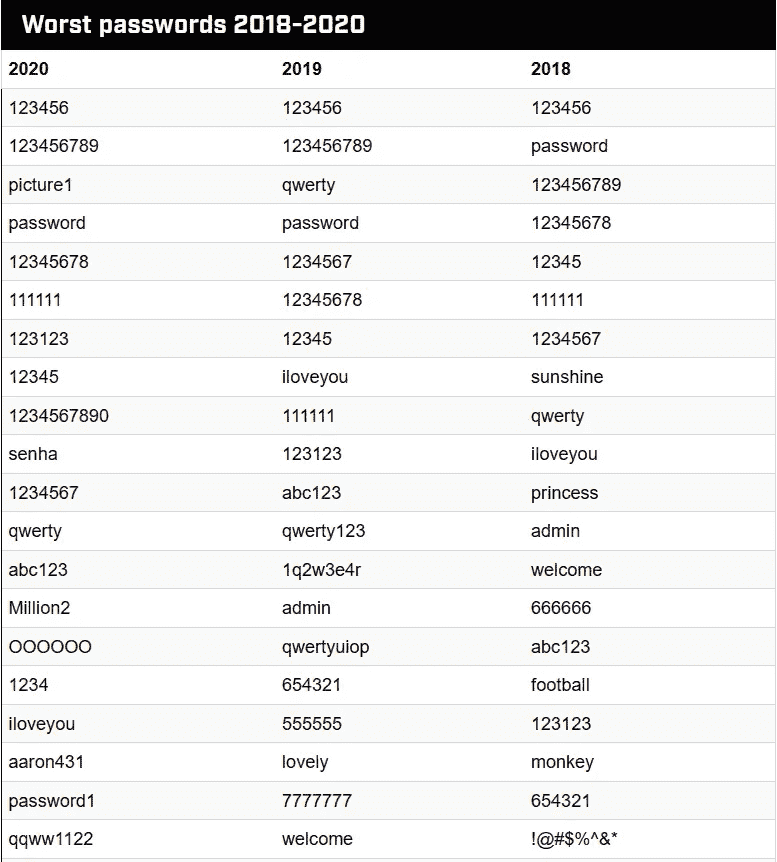 Worst passwords 2018-2020
2020 2019 2018
123456 123456 123456
123456789 123456789 password
picture1 qwerty 123456789
password password 12345678
12345678 1234567 12345
111111 12345678 111111
123123 12345 1234567
12345 iloveyou sunshine
1234567890 111111 qwerty
senha 123123 iloveyou
1234567 abc123 princess
qwerty qwerty123 admin
abc123 1q2w3e4r welcome
Million2 admin 666666
OOOOOO qwertyuiop abc123
1234 654321 football
iloveyou 555555 123123
aaron431 lovely monkey
password1 7777777 654321
qqww1122 welcome !@#$%^&*